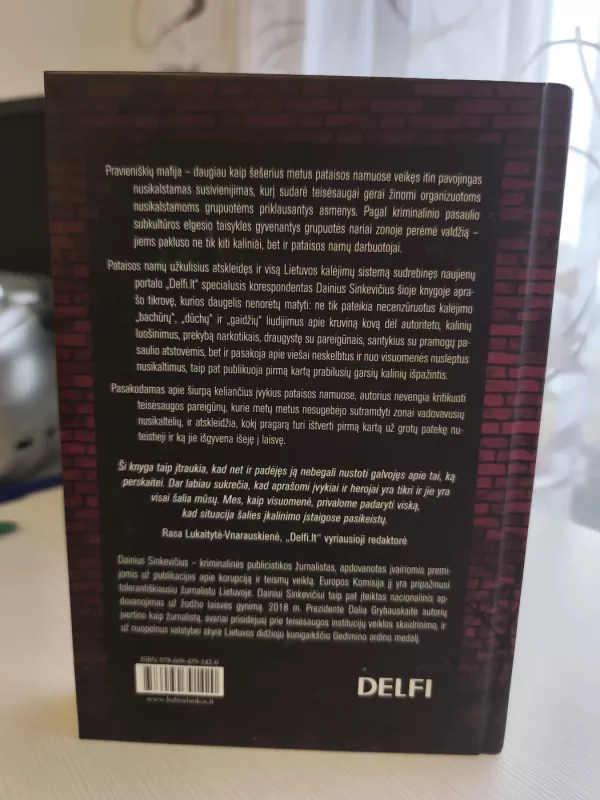 Pravieniškių mafija – daugiau kaip šešerius metus pataisos namuose veikęs itin pavojingas
nusikalstamas susivienijimas, kurį sudarė teisėsaugai gerai žinomi organizuotoms
nusikalstamoms grupuotėms priklausantys asmenys. Pagal kriminalinio pasaulio
subkultūros elgesio taisykles gyvenantys grupuotės nariai zonoje perėmė valdžią –
jiems pakluso ne tik kiti kaliniai, bet ir pataisos namų darbuotojai.
Pataisos namų užkulisius atskleidęs ir visą Lietuvos kalėjimų sistemą sudrebinęs naujienų
portalo „Delfi.lt“ specialusis korespondentas Dainius Sinkevičius šioje knygoje apra-
šo tikrovę, kurios daugelis nenorėtų matyti: ne tik pateikia necenzūruotus kalėjimo
„bachūrų“, „dūchų“ ir „gaidžių“ liudijimus apie kruviną kovą dėl autoriteto, kalinių
luošinimus, prekybą narkotikais, draugystę su pareigūnais, santykius su pramogų pa-
saulio atstovėmis, bet ir pasakoja apie viešai neskelbtus ir nuo visuomenės nuslėptus
nusikaltimus, taip pat publikuoja pirmą kartą prabilusių garsių kalinių išpažintis.
Pasakodamas apie šiurpą keliančius įvykius pataisos namuose, autorius nevengia kritikuoti
teisėsaugos pareigūnų, kurie metų metus nesugebėjo sutramdyti zonai vadovavusių
nusikaltėlių, ir atskleidžia, kokį pragarą turi ištverti pirmą kartą už grotų patekę nu-
teistieji ir ką jie išgyvena išėję į laisvę.
Ši knyga taip įtraukia, kad net ir padėjęs ją nebegali nustoti galvojęs apie tai, ką
perskaitei. Dar labiau sukrečia, kad aprašomi įvykiai ir herojai yra tikri ir jie yra
visai šalia mūsų. Mes, kaip visuomenė, privalome padaryti viską,
kad situacija šalies įkalinimo įstaigose pasikeistų.
Rasa Lukaitytė-Vnarauskienė, „Delfi.lt“ vyriausioji redaktorė
Dainius Sinkevičius – kriminalinės publicistikos žurnalistas, apdovanotas įvairiomis premi-
jomis už publikacijas apie korupciją ir teismų veiklą. Europos Komisija jį yra pripažinusi
tolerantiškiausiu žurnalistu Lietuvoje. Dainiui Sinkevičiui taip pat įteiktas nacionalinis ap-
dovanojimas už žodžio laisvės gynimą. 2018 m. Prezidentė Dalia Grybauskaitė autorių
įvertino kaip žurnalistą, svariai prisidėjusį prie teisėsaugos institucijų veiklos skaidrinimo, ir
už nuopelnus valstybei skyrė Lietuvos didžiojo kunigaikščio Gedimino ordino medalį.
ISBN 978-609-479-142-0
www.baltoslankos.lt
DELFI